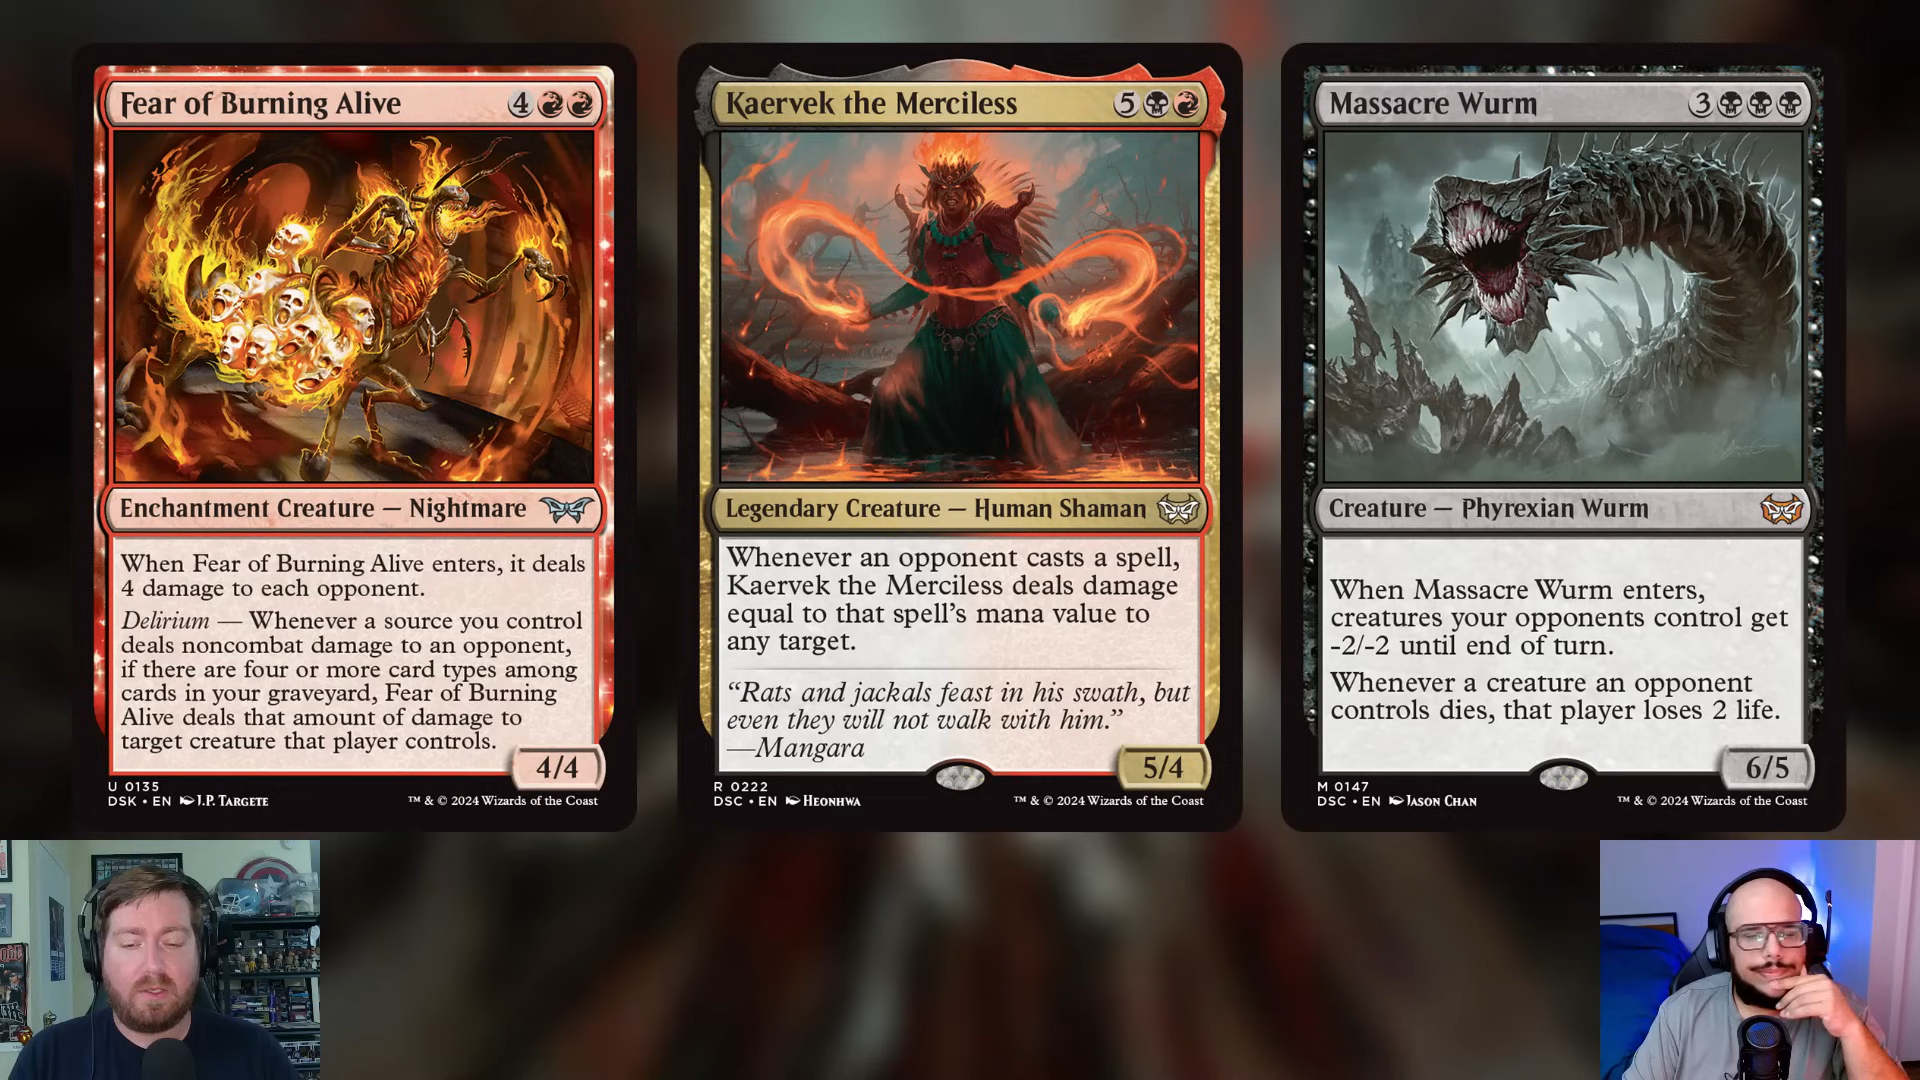 Fear of Burning Alive 4
Enchantment Creature — Nightmare
When Fear of Burning Alive enters, it deals
4 damage to each opponent.
Delirium — Whenever a source you control
deals noncombat damage to an opponent,
if there are four or more card types among
cards in your graveyard, Fear of Burning
Alive deals that amount of damage to
target creature that player controls.
4/4
U 0135
DSK • EN J.P. TARGETE
™ & © 2024 Wizards of the Coast
Kaervek the Merciless 5
Legendary Creature — Human Shaman
Whenever an opponent casts a spell,
Kaervek the Merciless deals damage
equal to that spell's mana value to
any target.
“Rats and jackals feast in his swath, but
even they will not walk with him.”
—Mangara
5/4
R 0222
DSC • EN HEONHWA
™ & © 2024 Wizards of the Coast
Massacre Wurm 3
Creature — Phyrexian Wurm
When Massacre Wurm enters,
creatures your opponents control get
-2/-2 until end of turn.
Whenever a creature an opponent
controls dies, that player loses 2 life.
6/5
M 0147
DSC • EN JASON CHAN
™ & © 2024 Wizards of the Coast